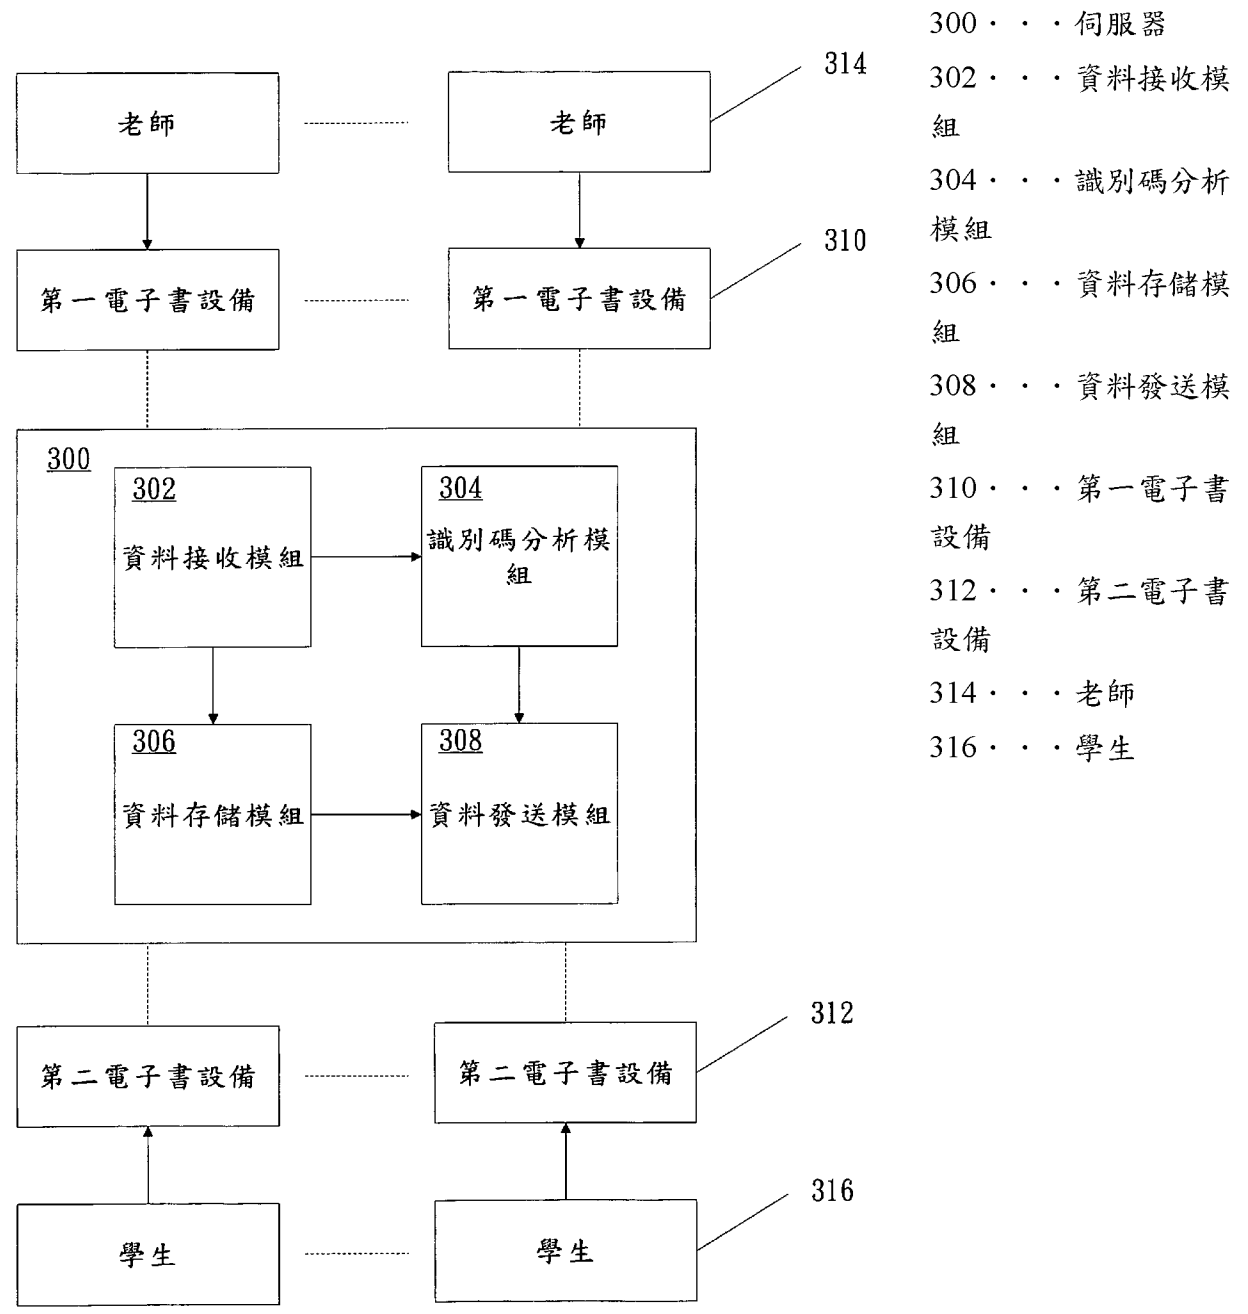 老師
老師
314
第一電子書設備
第一電子書設備
310
300
302
資料接收模組
304
識別碼分析模
組
306
資料存儲模組
308
資料發送模組
第二電子書設備
第二電子書設備
312
學生
學生
316
300···伺服器
302···資料接收模
組
304···識別碼分析
模組
306···資料存儲模
組
308···資料發送模
組
310···第一電子書
設備
312···第二電子書
設備
314···老師
316···學生